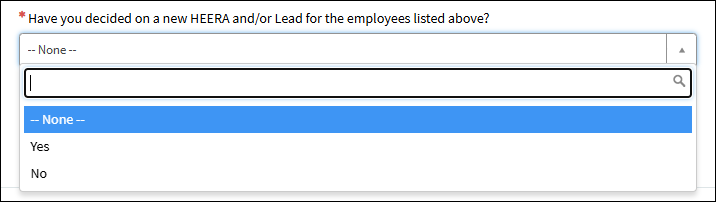 * Have you decided on a new HEERA and/or Lead for the employees listed above?
-- None --
-- None --
Yes
No